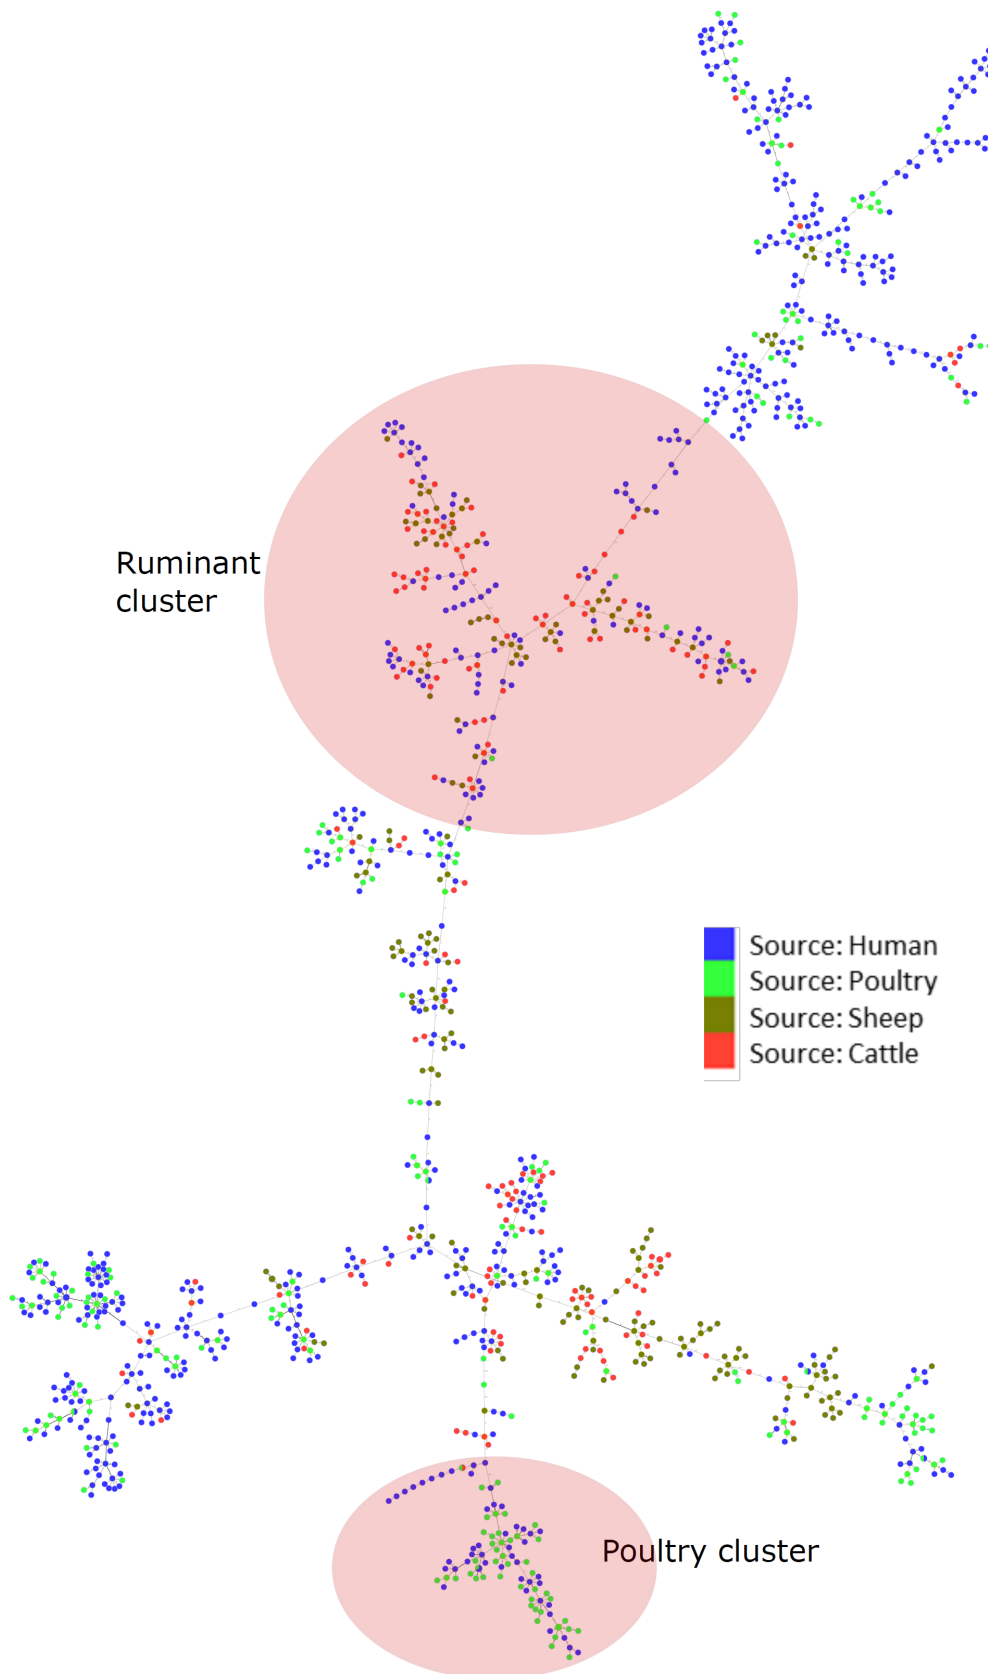 Ruminant
cluster
Source: Human
Source: Poultry
Source: Sheep
Source: Cattle
Poultry cluster